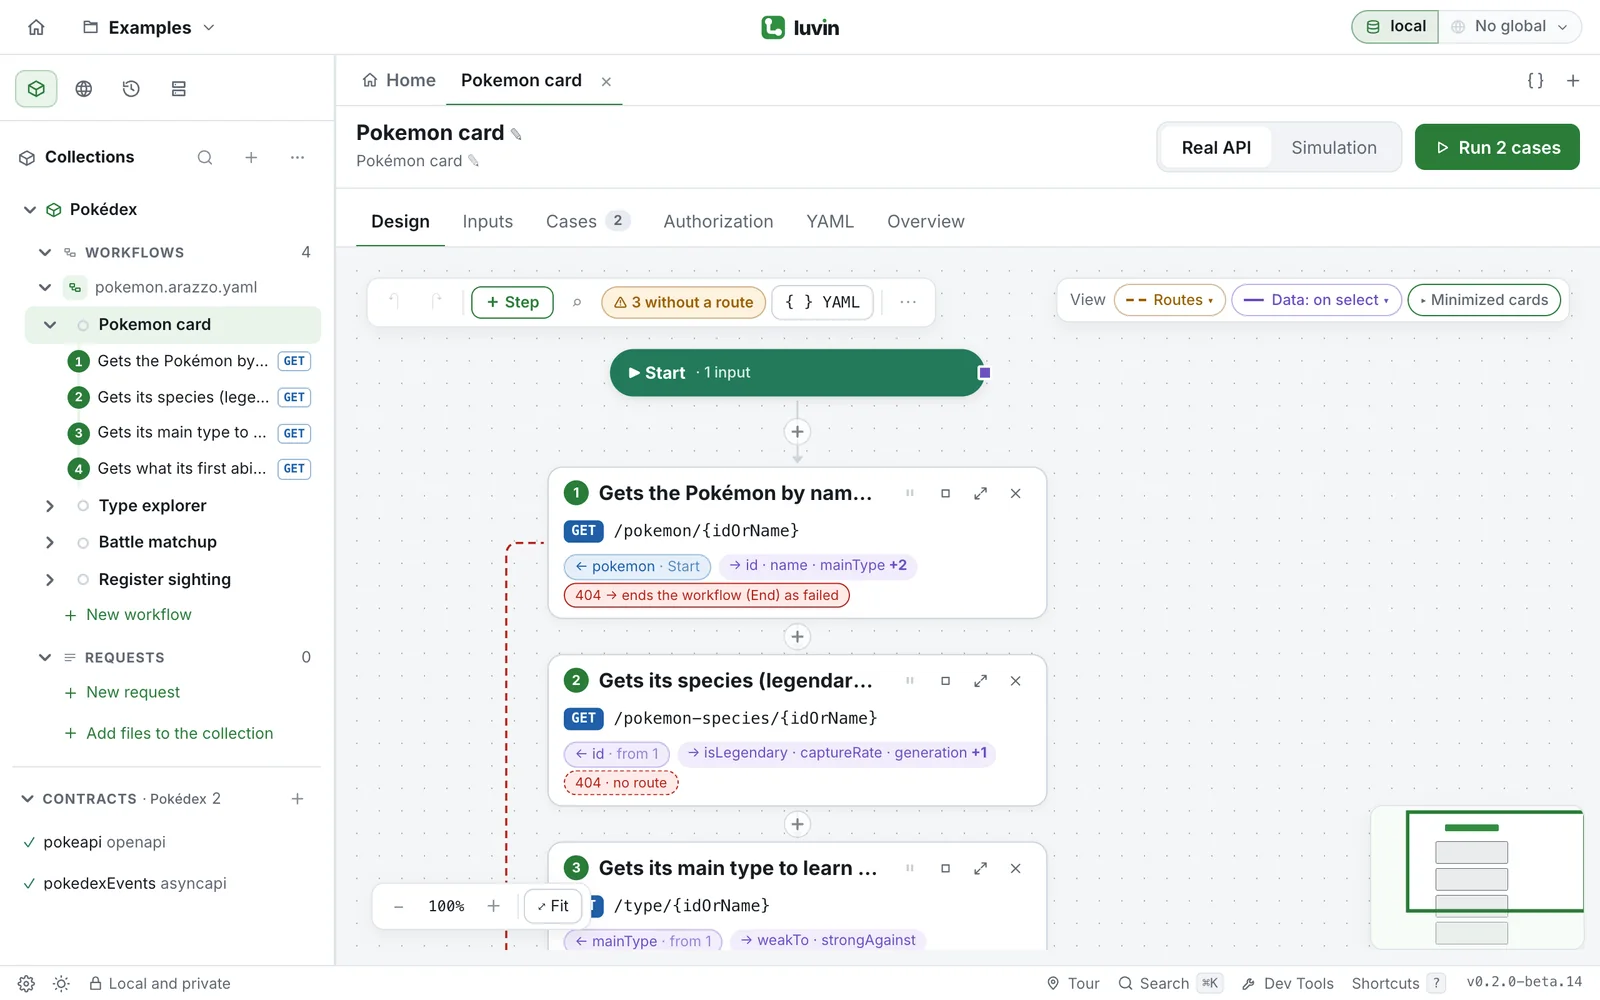 Examples
luvin
local
No global
Home
Pokemon card
{}
Pokemon card
Pokémon card
Real API
Simulation
Run 2 cases
Collections
Pokédex
WORKFLOWS
4
pokemon.arazzo.yaml
Pokemon card
1 Gets the Pokémon by... GET
2 Gets its species (lege... GET
3 Gets its main type to ... GET
4 Gets what its first abi... GET
Type explorer
Battle matchup
Register sighting
+ New workflow
REQUESTS
0
+ New request
+ Add files to the collection
CONTRACTS · Pokédex 2
pokeapi openapi
pokedexEvents asyncapi
Design
Inputs
Cases 2
Authorization
YAML
Overview
+ Step
3 without a route
{ } YAML
View
Routes
Data: on select
Minimized cards
Start · 1 input
1 Gets the Pokémon by nam...
GET /pokemon/{idOrName}
← pokemon · Start
→ id · name · mainType +2
404 → ends the workflow (End) as failed
2 Gets its species (legendar...
GET /pokemon-species/{idOrName}
← id · from 1
→ isLegendary · captureRate · generation +1
404 · no route
3 Gets its main type to learn ...
T /type/{idOrName}
← mainType · from 1
→ weakTo · strongAgainst
− 100% +
Fit
Local and private
Tour
Search ⌘K
Dev Tools
Shortcuts ?
v0.2.0-beta.14